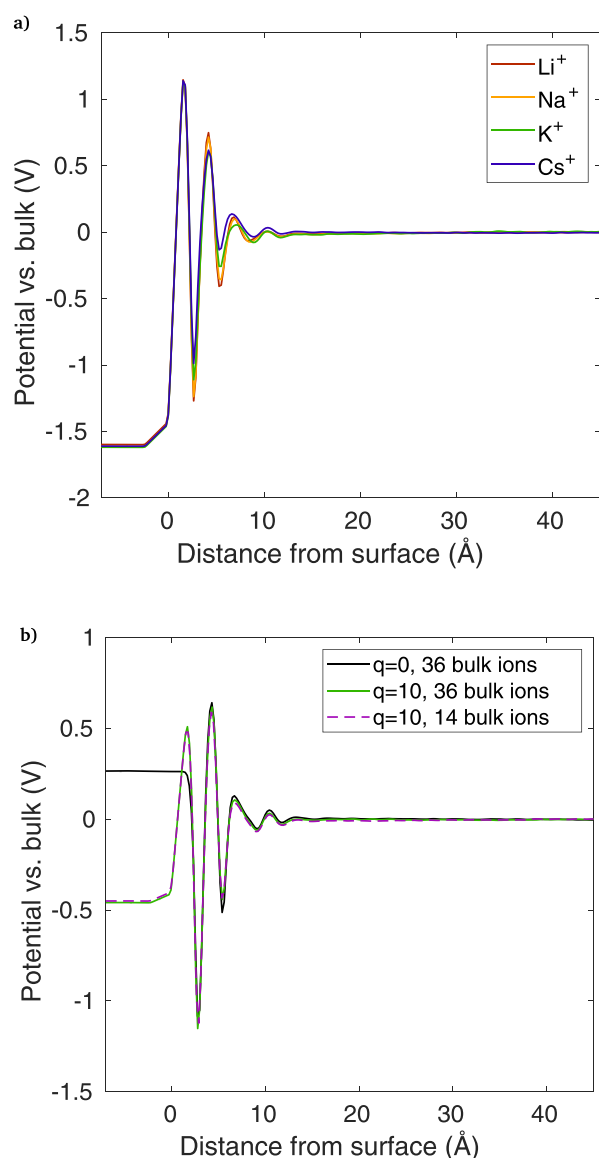 a)
1.5
1
0.5
0
-0.5
-1
-1.5
-2
Potential vs. bulk (V)
Li+
Na+
K+
Cs+
0 10 20 30 40
Distance from surface (Å)
b)
1
0.5
0
-0.5
-1
-1.5
Potential vs. bulk (V)
q=0, 36 bulk ions
q=10, 36 bulk ions
q=10, 14 bulk ions
0 10 20 30 40
Distance from surface (Å)